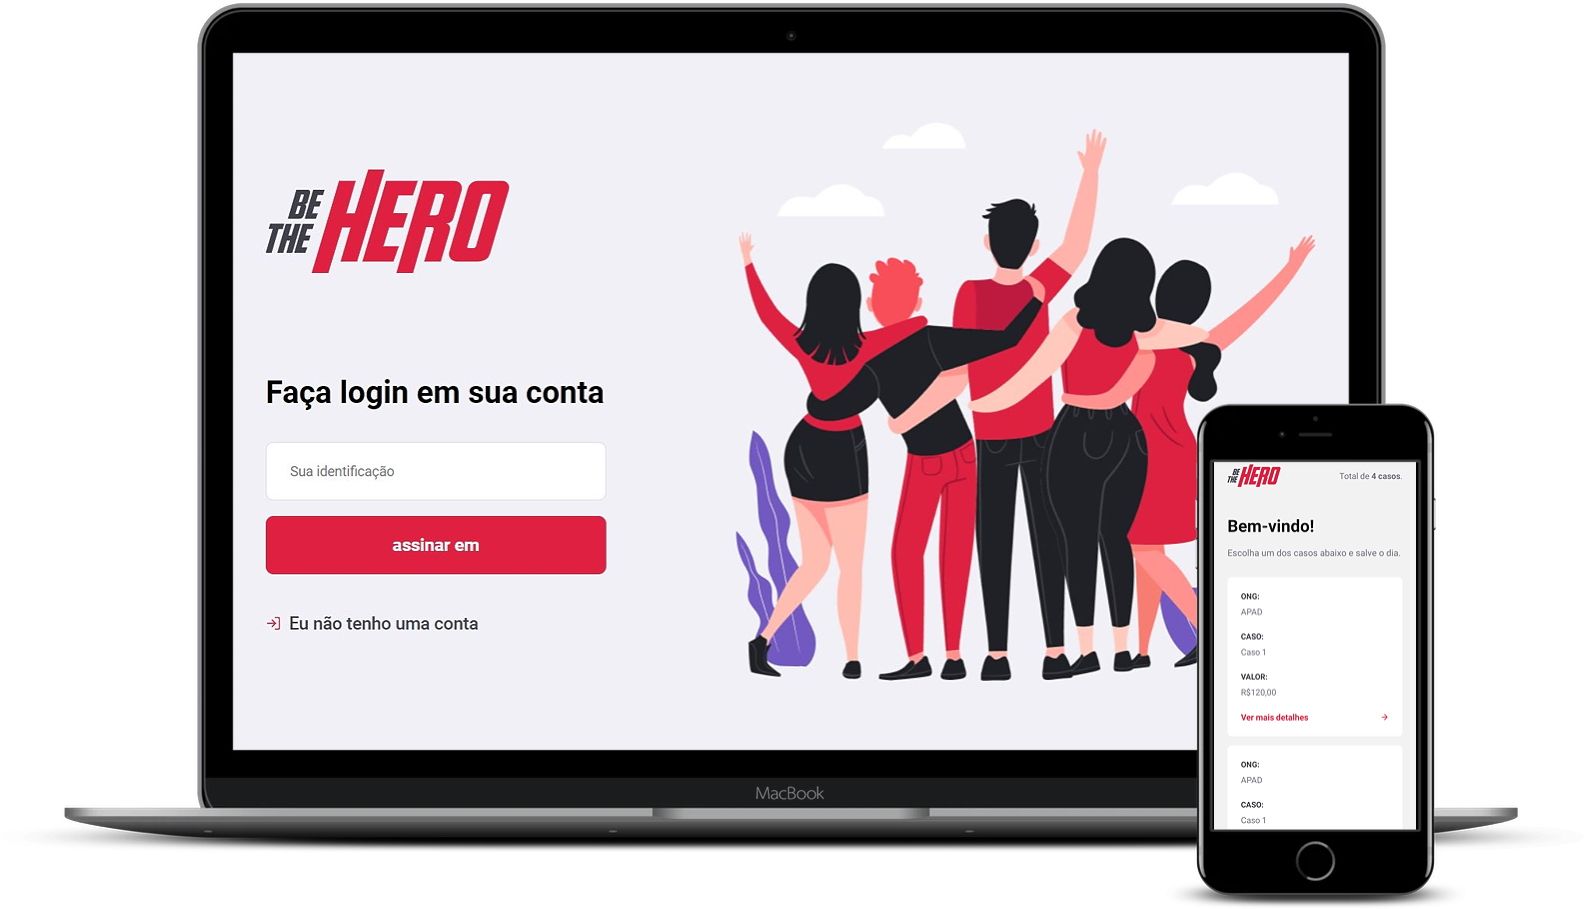 BE
THE HERO
Faça login em sua conta
Sua identificação
assinar em
Eu não tenho uma conta
MacBook
BE
THE HERO
Total de 4 casos.
Bem-vindo!
Escolha um dos casos abaixo e salve o dia.
ONG:
APAD
CASO:
Caso 1
VALOR:
R$120,00
Ver mais detalhes
ONG:
APAD
CASO:
Caso 1